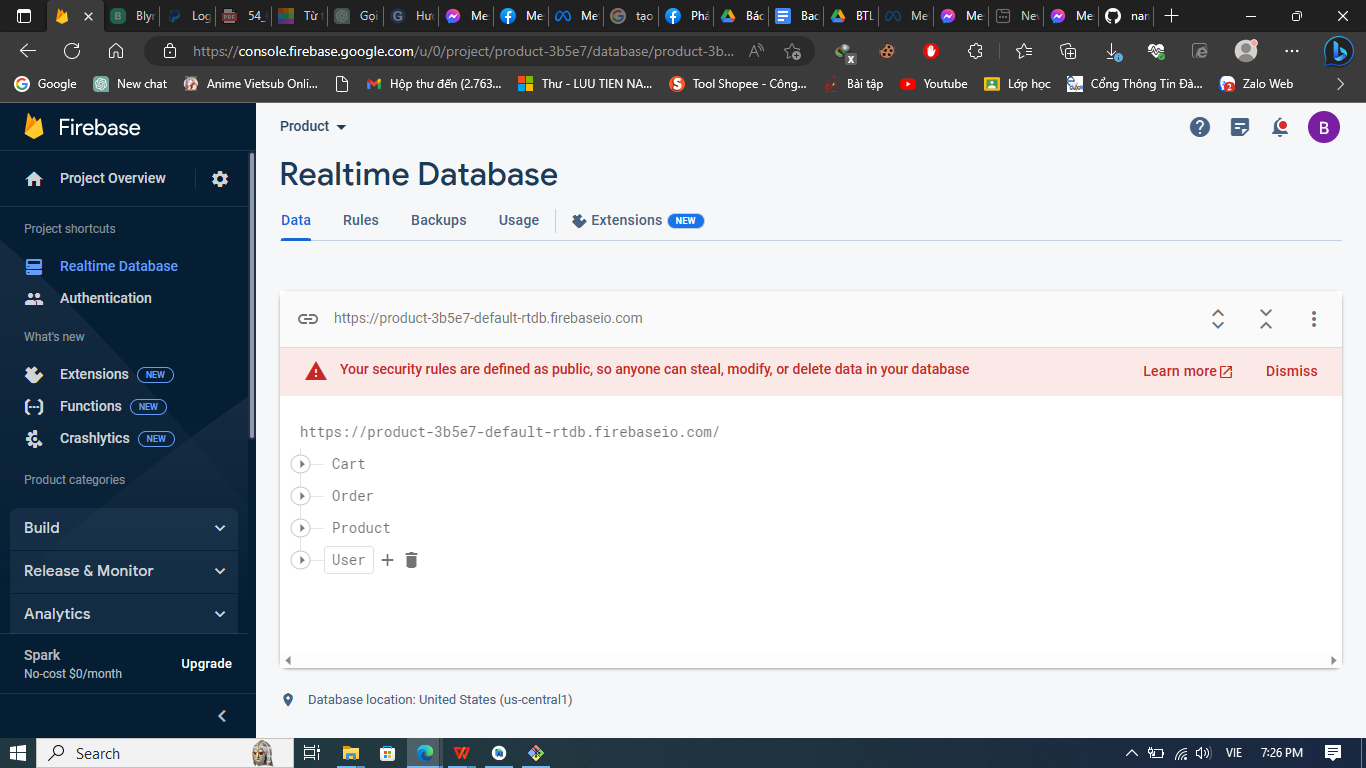 Blyn
Log
54_
Từ t
Gọi
Hướ
Me
Me
Me
tạo
Phá
Bác
Bac
BTL
Me
Me
Nev
Me
nar
https://console.firebase.google.com/u/0/project/product-3b5e7/database/product-3b...
Google
New chat
Anime Vietsub Onli...
Hộp thư đến (2.763...
Thư - LUU TIEN NA...
Tool Shopee - Công...
Bài tập
Youtube
Lớp học
Cổng Thông Tin Đà...
Zalo Web
Firebase
Product
B
Project Overview
Realtime Database
Data
Rules
Backups
Usage
Extensions NEW
Project shortcuts
Realtime Database
Authentication
What's new
Extensions NEW
Functions NEW
Crashlytics NEW
Product categories
Build
Release & Monitor
Analytics
Spark
No-cost $0/month
Upgrade
https://product-3b5e7-default-rtdb.firebaseio.com
Your security rules are defined as public, so anyone can steal, modify, or delete data in your database
Learn more
Dismiss
https://product-3b5e7-default-rtdb.firebaseio.com/
Cart
Order
Product
User
Database location: United States (us-central1)
Search
VIE
7:26 PM